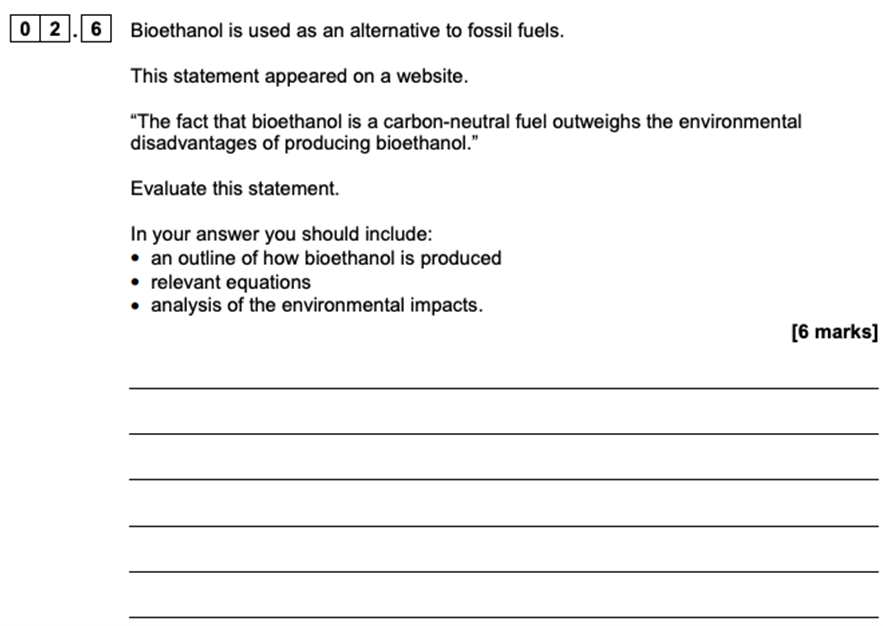 0 2 . 6 Bioethanol is used as an alternative to fossil fuels.
This statement appeared on a website.
“The fact that bioethanol is a carbon-neutral fuel outweighs the environmental
disadvantages of producing bioethanol.”
Evaluate this statement.
In your answer you should include:
• an outline of how bioethanol is produced
• relevant equations
• analysis of the environmental impacts.
[6 marks]